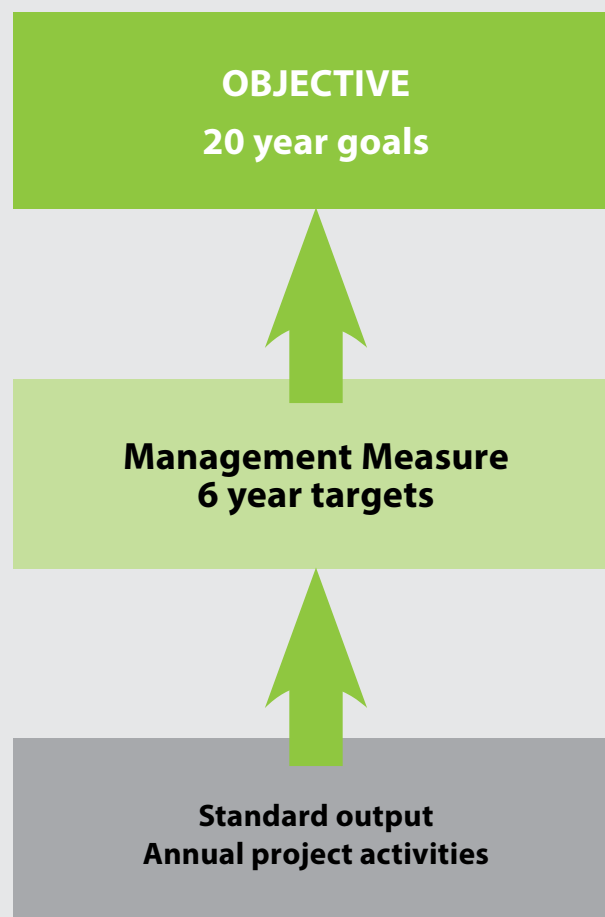 OBJECTIVE
20 year goals
Management Measure
6 year targets
Standard output
Annual project activities